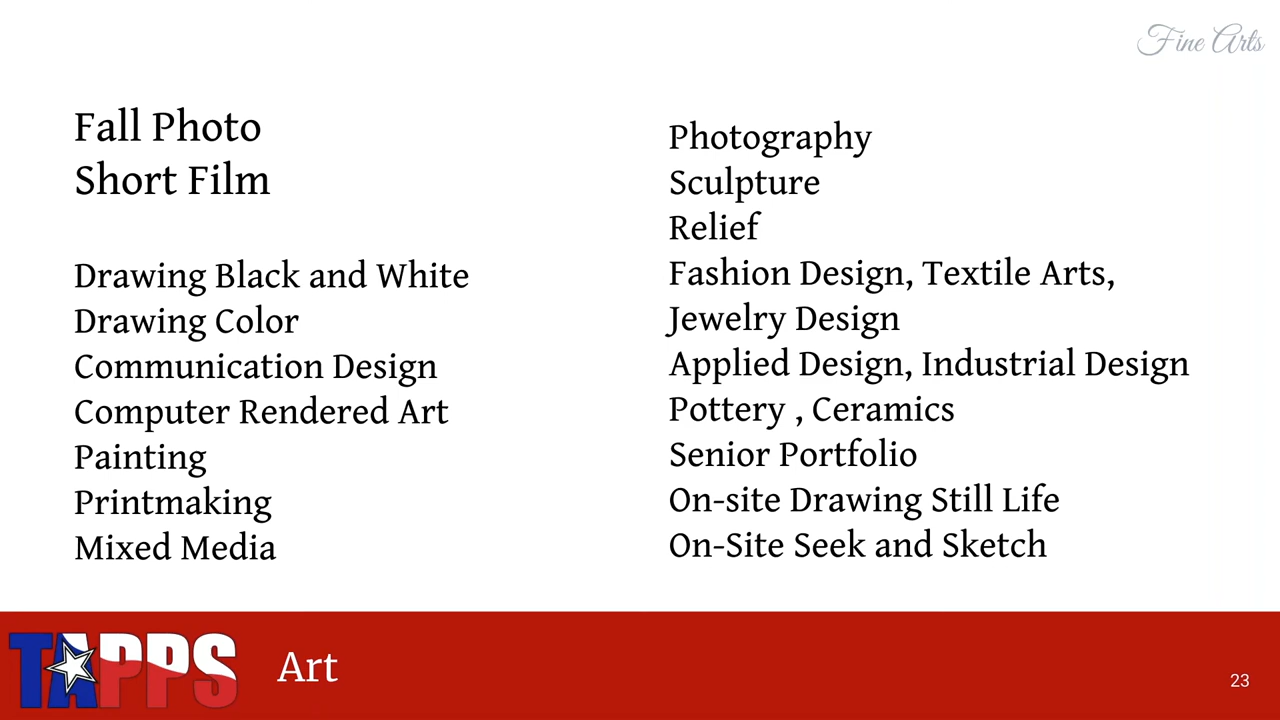 Fine Arts
Fall Photo
Short Film
Drawing Black and White
Drawing Color
Communication Design
Computer Rendered Art
Painting
Printmaking
Mixed Media
Photography
Sculpture
Relief
Fashion Design, Textile Arts,
Jewelry Design
Applied Design, Industrial Design
Pottery , Ceramics
Senior Portfolio
On-site Drawing Still Life
On-Site Seek and Sketch
TAPPS
Art
23